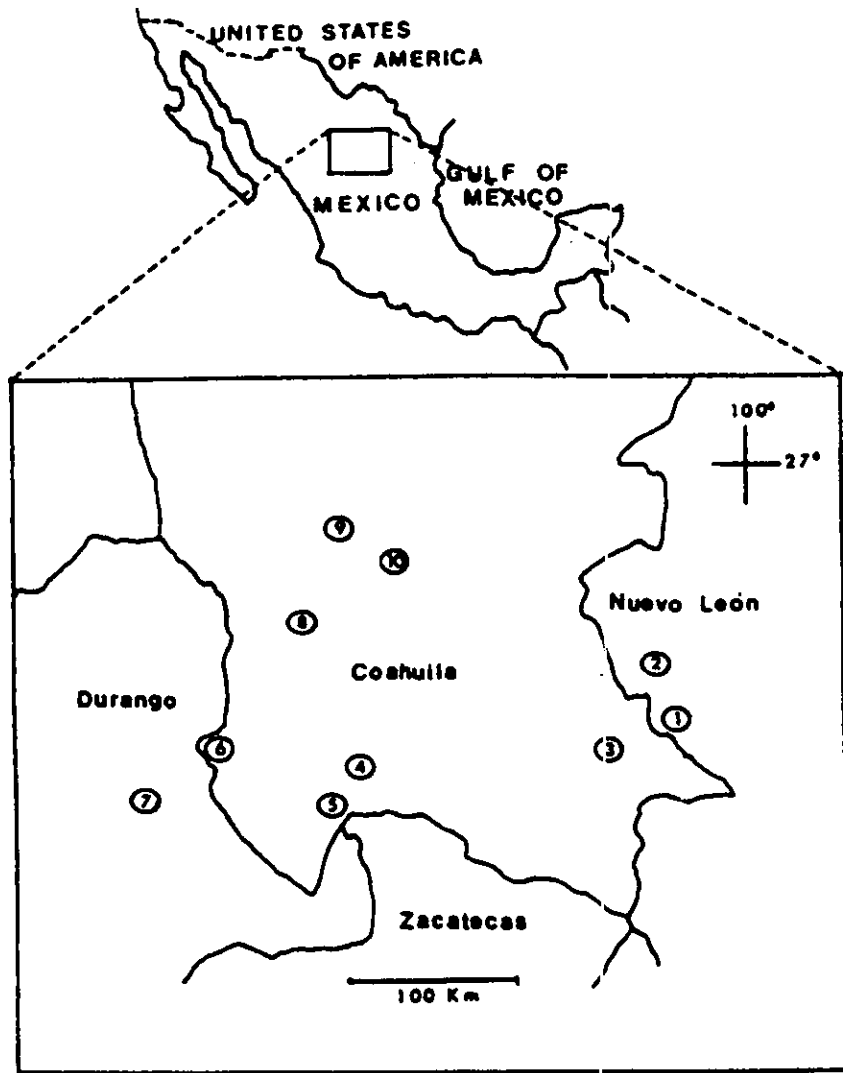 UNITED STATES
OF AMERICA
GULF OF
MEXICO
MEXICO
100°
27°
9
10
Nuevo León
8
2
Coahuila
Durango
1
6
3
4
7
5
Zacatecas
100 Km